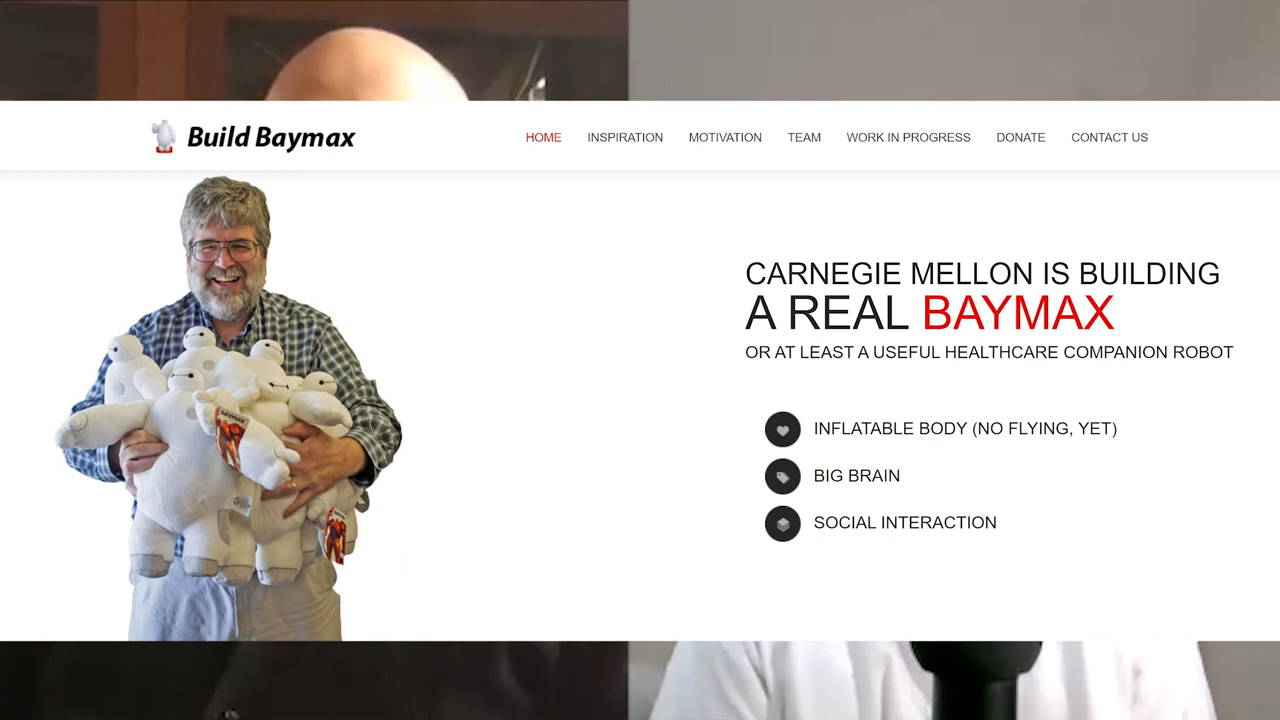 Build Baymax
HOME INSPIRATION MOTIVATION TEAM WORK IN PROGRESS DONATE CONTACT US
CARNEGIE MELLON IS BUILDING
A REAL BAYMAX
OR AT LEAST A USEFUL HEALTHCARE COMPANION ROBOT
INFLATABLE BODY (NO FLYING, YET)
BIG BRAIN
SOCIAL INTERACTION
BAYMAX